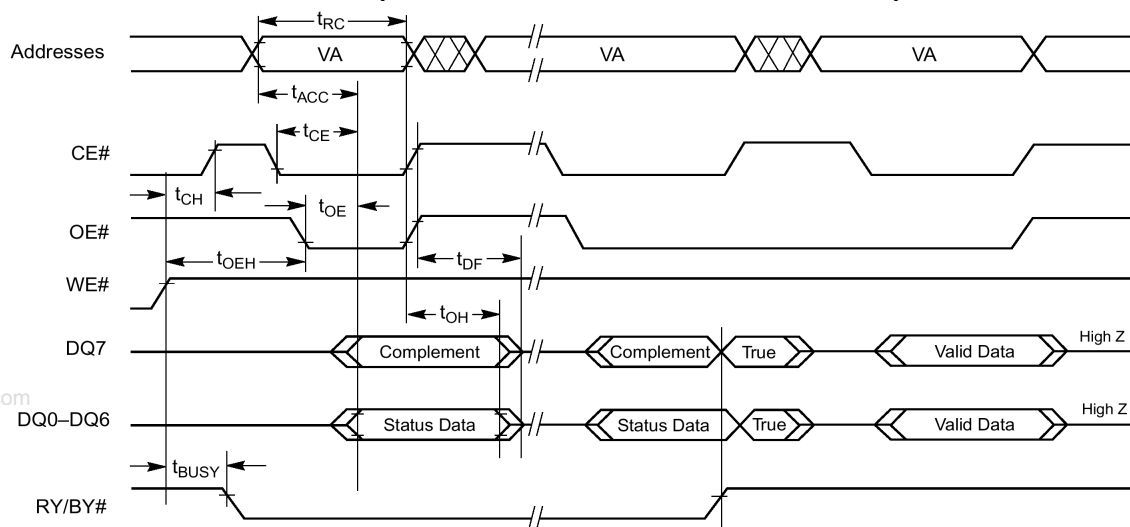 tRC
Addresses VA VA VA
tACC
tCE
CE#
tCH tOE
OE#
tOEH tDF
WE#
tOH
DQ7 Complement Complement True Valid Data High Z
om
DQ0–DQ6 Status Data Status Data True Valid Data High Z
tBUSY
RY/BY#